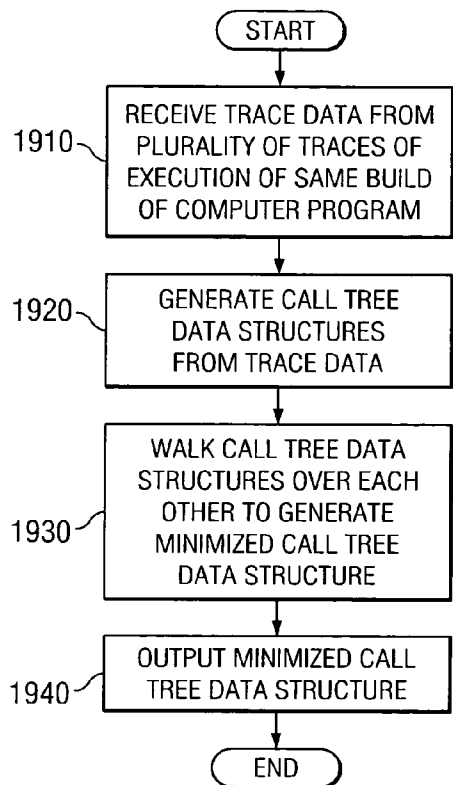 START
1910
RECEIVE TRACE DATA FROM
PLURALITY OF TRACES OF
EXECUTION OF SAME BUILD
OF COMPUTER PROGRAM
1920
GENERATE CALL TREE
DATA STRUCTURES
FROM TRACE DATA
1930
WALK CALL TREE DATA
STRUCTURES OVER EACH
OTHER TO GENERATE
MINIMIZED CALL TREE
DATA STRUCTURE
1940
OUTPUT MINIMIZED CALL
TREE DATA STRUCTURE
END